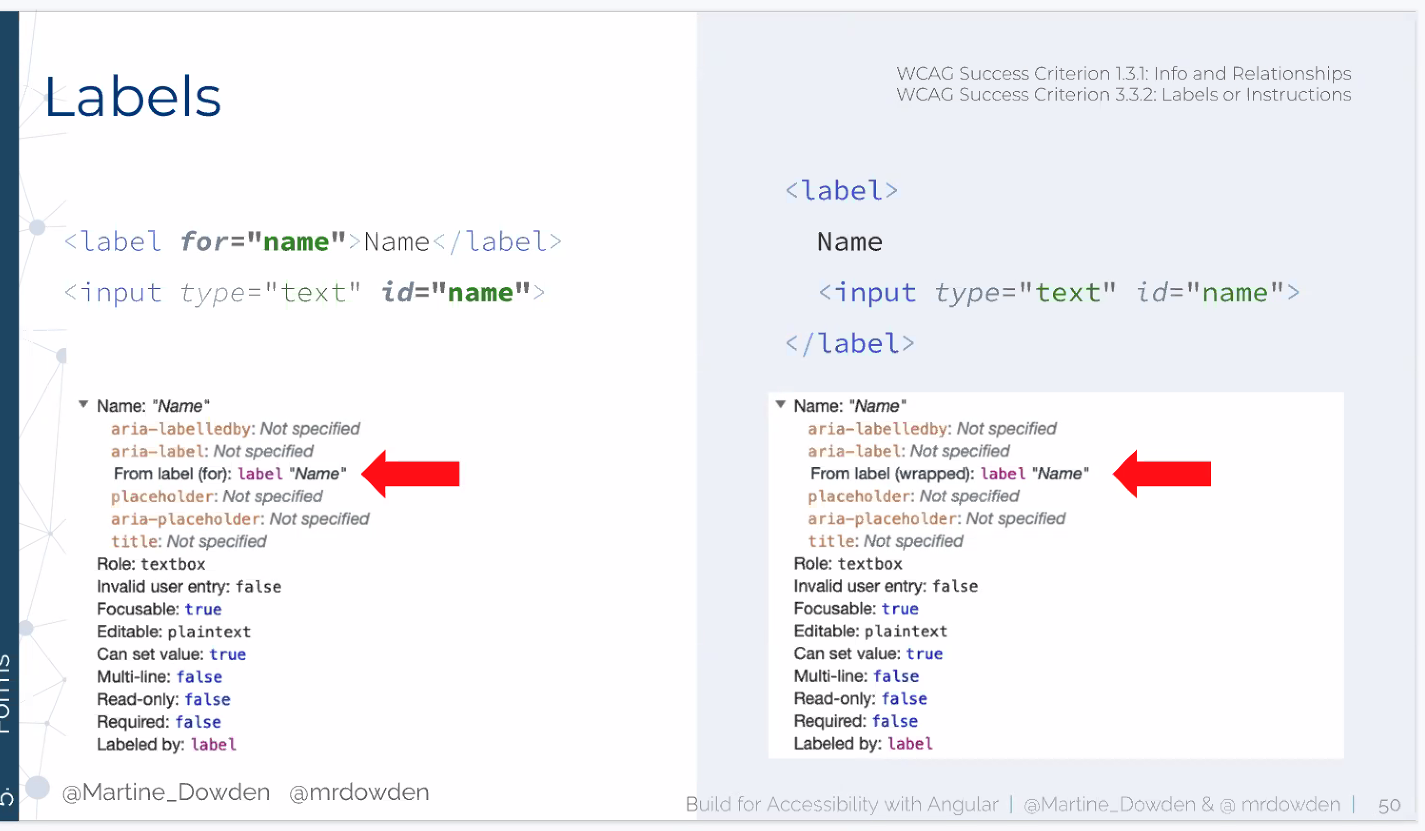 Labels
WCAG Success Criterion 1.3.1: Info and Relationships
WCAG Success Criterion 3.3.2: Labels or Instructions
<label for="name">Name</label>
<input type="text" id="name">
<label>
Name
<input type="text" id="name">
</label>
Name: "Name"
aria-labelledby: Not specified
aria-label: Not specified
From label (for): label "Name"
placeholder: Not specified
aria-placeholder: Not specified
title: Not specified
Role: textbox
Invalid user entry: false
Focusable: true
Editable: plaintext
Can set value: true
Multi-line: false
Read-only: false
Required: false
Labeled by: label
Name: "Name"
aria-labelledby: Not specified
aria-label: Not specified
From label (wrapped): label "Name"
placeholder: Not specified
aria-placeholder: Not specified
title: Not specified
Role: textbox
Invalid user entry: false
Focusable: true
Editable: plaintext
Can set value: true
Multi-line: false
Read-only: false
Required: false
Labeled by: label
5. Forms
@Martine_Dowden @mrdowden
Build for Accessibility with Angular | @Martine_Dowden & @ mrdowden | 50